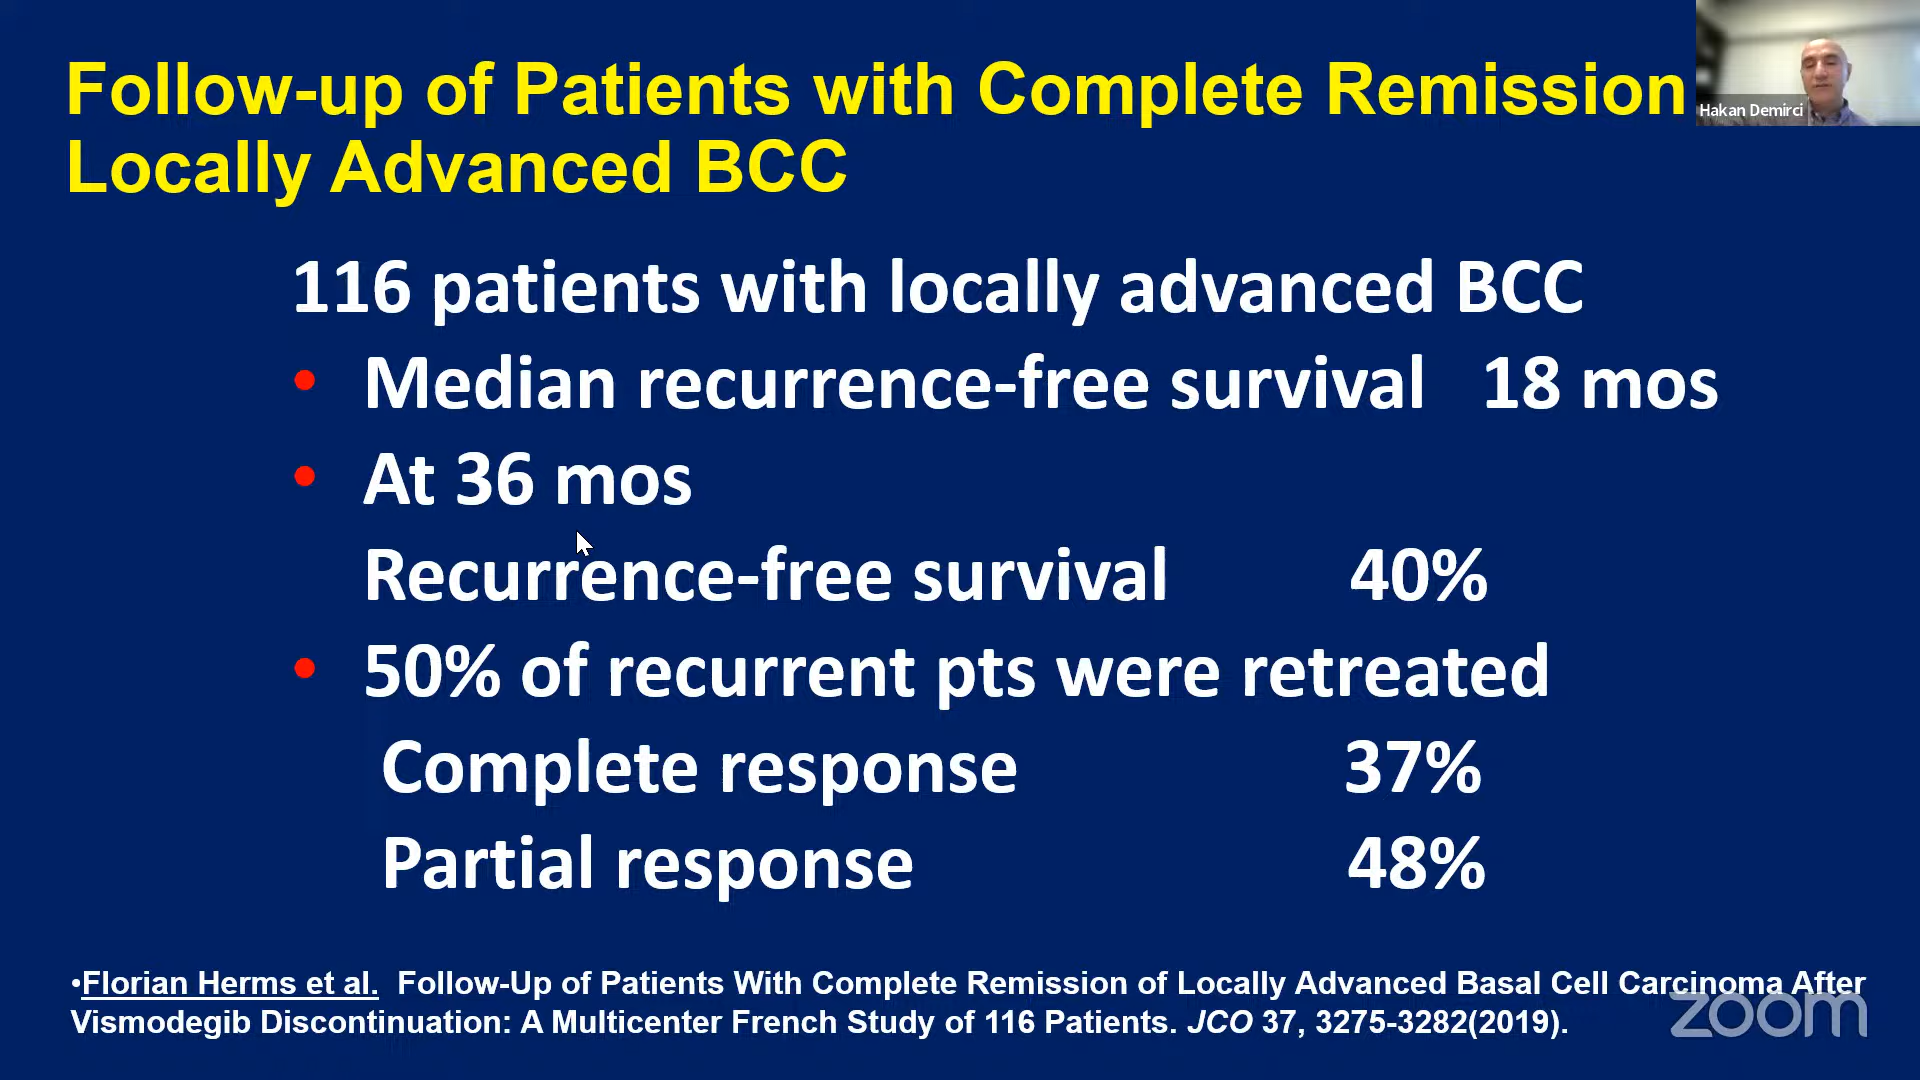 Follow-up of Patients with Complete Remission
Locally Advanced BCC
Hakan Demirci
116 patients with locally advanced BCC
• Median recurrence-free survival 18 mos
• At 36 mos
Recurrence-free survival 40%
• 50% of recurrent pts were retreated
Complete response 37%
Partial response 48%
•Florian Herms et al. Follow-Up of Patients With Complete Remission of Locally Advanced Basal Cell Carcinoma After
Vismodegib Discontinuation: A Multicenter French Study of 116 Patients. JCO 37, 3275-3282(2019).
zoom